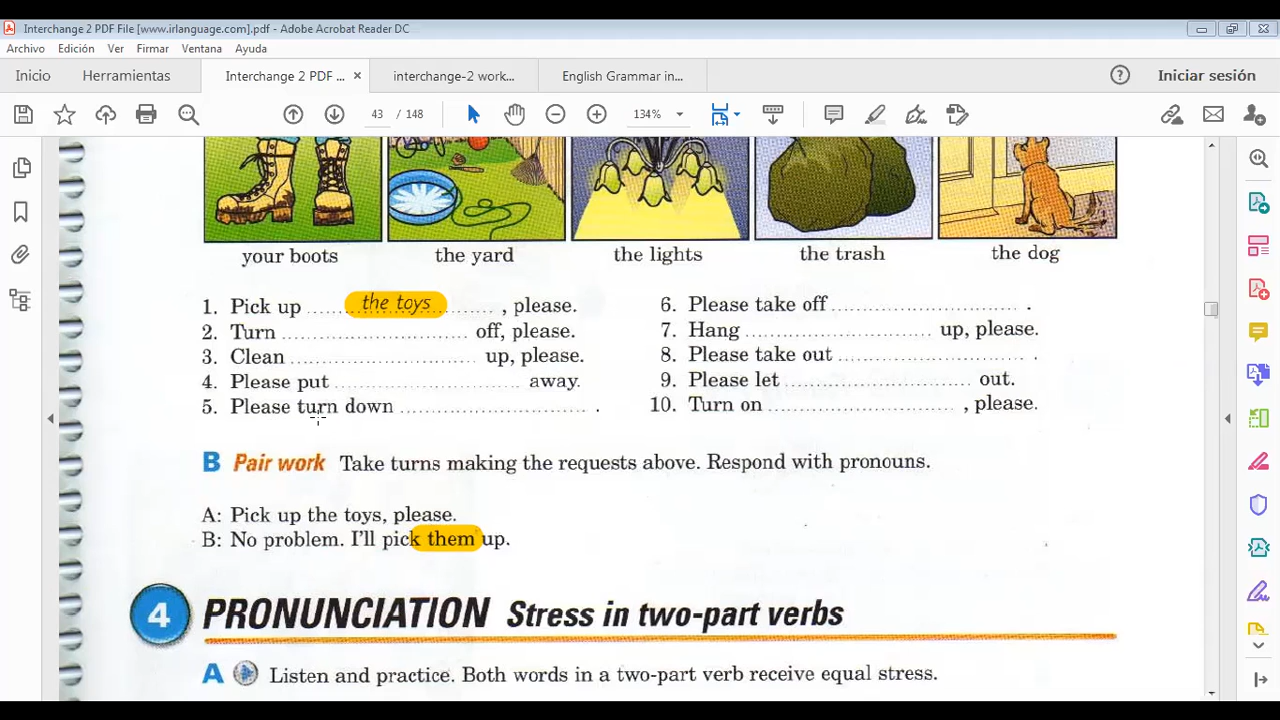 Interchange 2 PDF File [www.irlanguage.com].pdf - Adobe Acrobat Reader DC
Archivo Edición Ver Firmar Ventana Ayuda
Inicio Herramientas Interchange 2 PDF ... × interchange-2 work... English Grammar in... Iniciar sesión
43 / 148 134%
your boots the yard the lights the trash the dog
1. Pick up the toys, please.
2. Turn ........................ off, please.
3. Clean ........................ up, please.
4. Please put ........................ away.
5. Please turn down ........................ .
6. Please take off ........................ .
7. Hang ........................ up, please.
8. Please take out ........................ .
9. Please let ........................ out.
10. Turn on ........................ , please.
B Pair work Take turns making the requests above. Respond with pronouns.
A: Pick up the toys, please.
B: No problem. I'll pick them up.
4 PRONUNCIATION Stress in two-part verbs
A Listen and practice. Both words in a two-part verb receive equal stress.